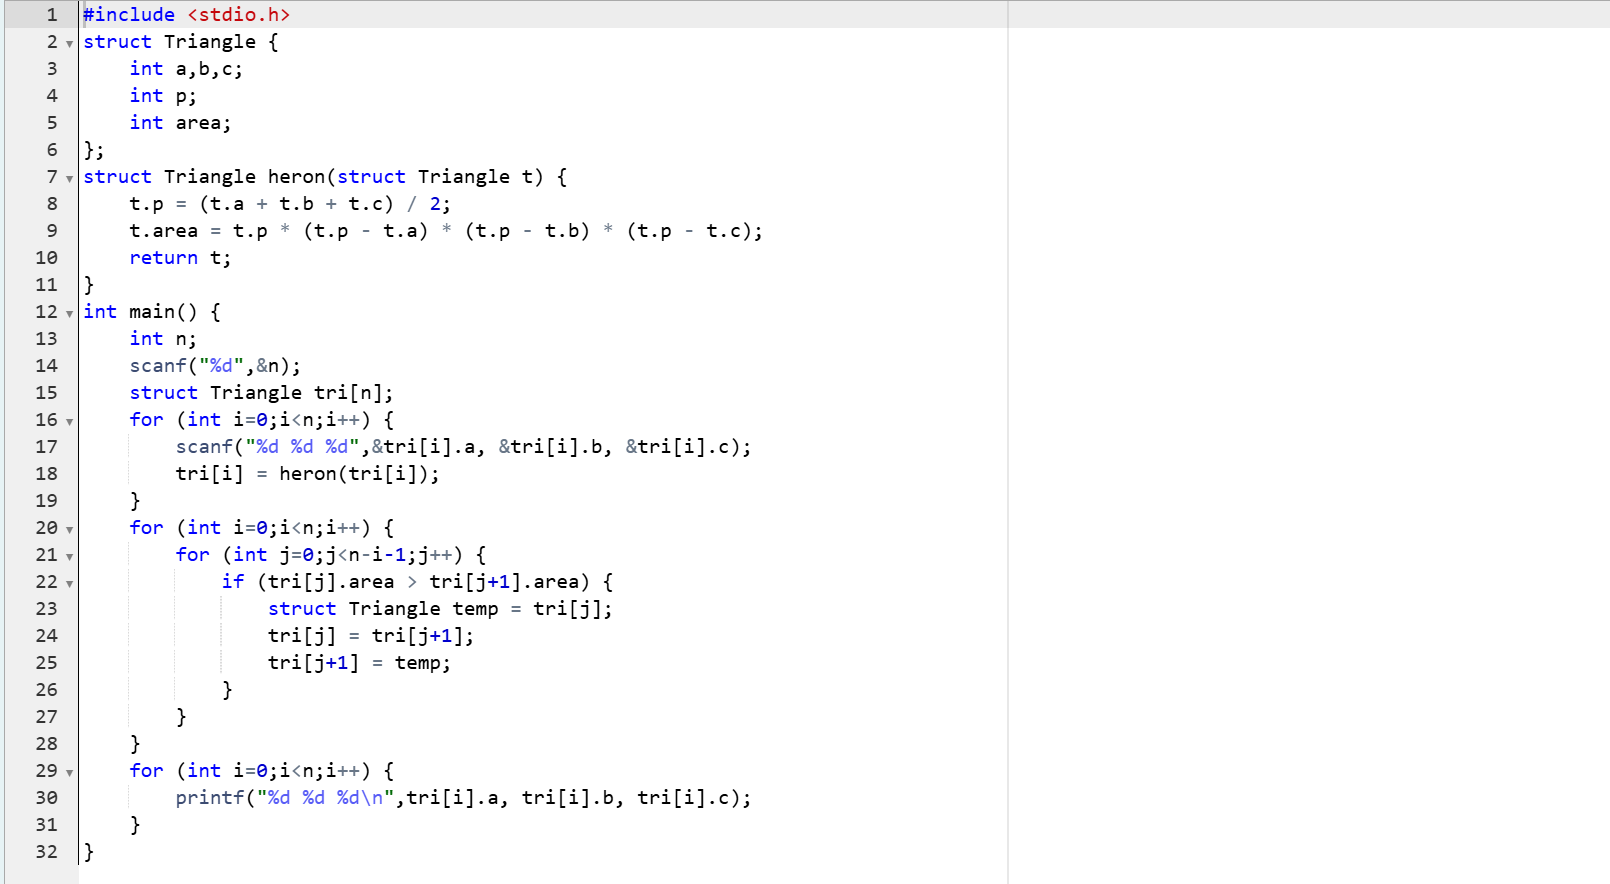 1 #include <stdio.h>
2 struct Triangle {
3     int a,b,c;
4     int p;
5     int area;
6 };
7 struct Triangle heron(struct Triangle t) {
8     t.p = (t.a + t.b + t.c) / 2;
9     t.area = t.p * (t.p - t.a) * (t.p - t.b) * (t.p - t.c);
10     return t;
11 }
12 int main() {
13     int n;
14     scanf("%d",&n);
15     struct Triangle tri[n];
16     for (int i=0;i<n;i++) {
17         scanf("%d %d %d",&tri[i].a, &tri[i].b, &tri[i].c);
18         tri[i] = heron(tri[i]);
19     }
20     for (int i=0;i<n;i++) {
21         for (int j=0;j<n-i-1;j++) {
22             if (tri[j].area > tri[j+1].area) {
23                 struct Triangle temp = tri[j];
24                 tri[j] = tri[j+1];
25                 tri[j+1] = temp;
26             }
27         }
28     }
29     for (int i=0;i<n;i++) {
30         printf("%d %d %d\n",tri[i].a, tri[i].b, tri[i].c);
31     }
32 }